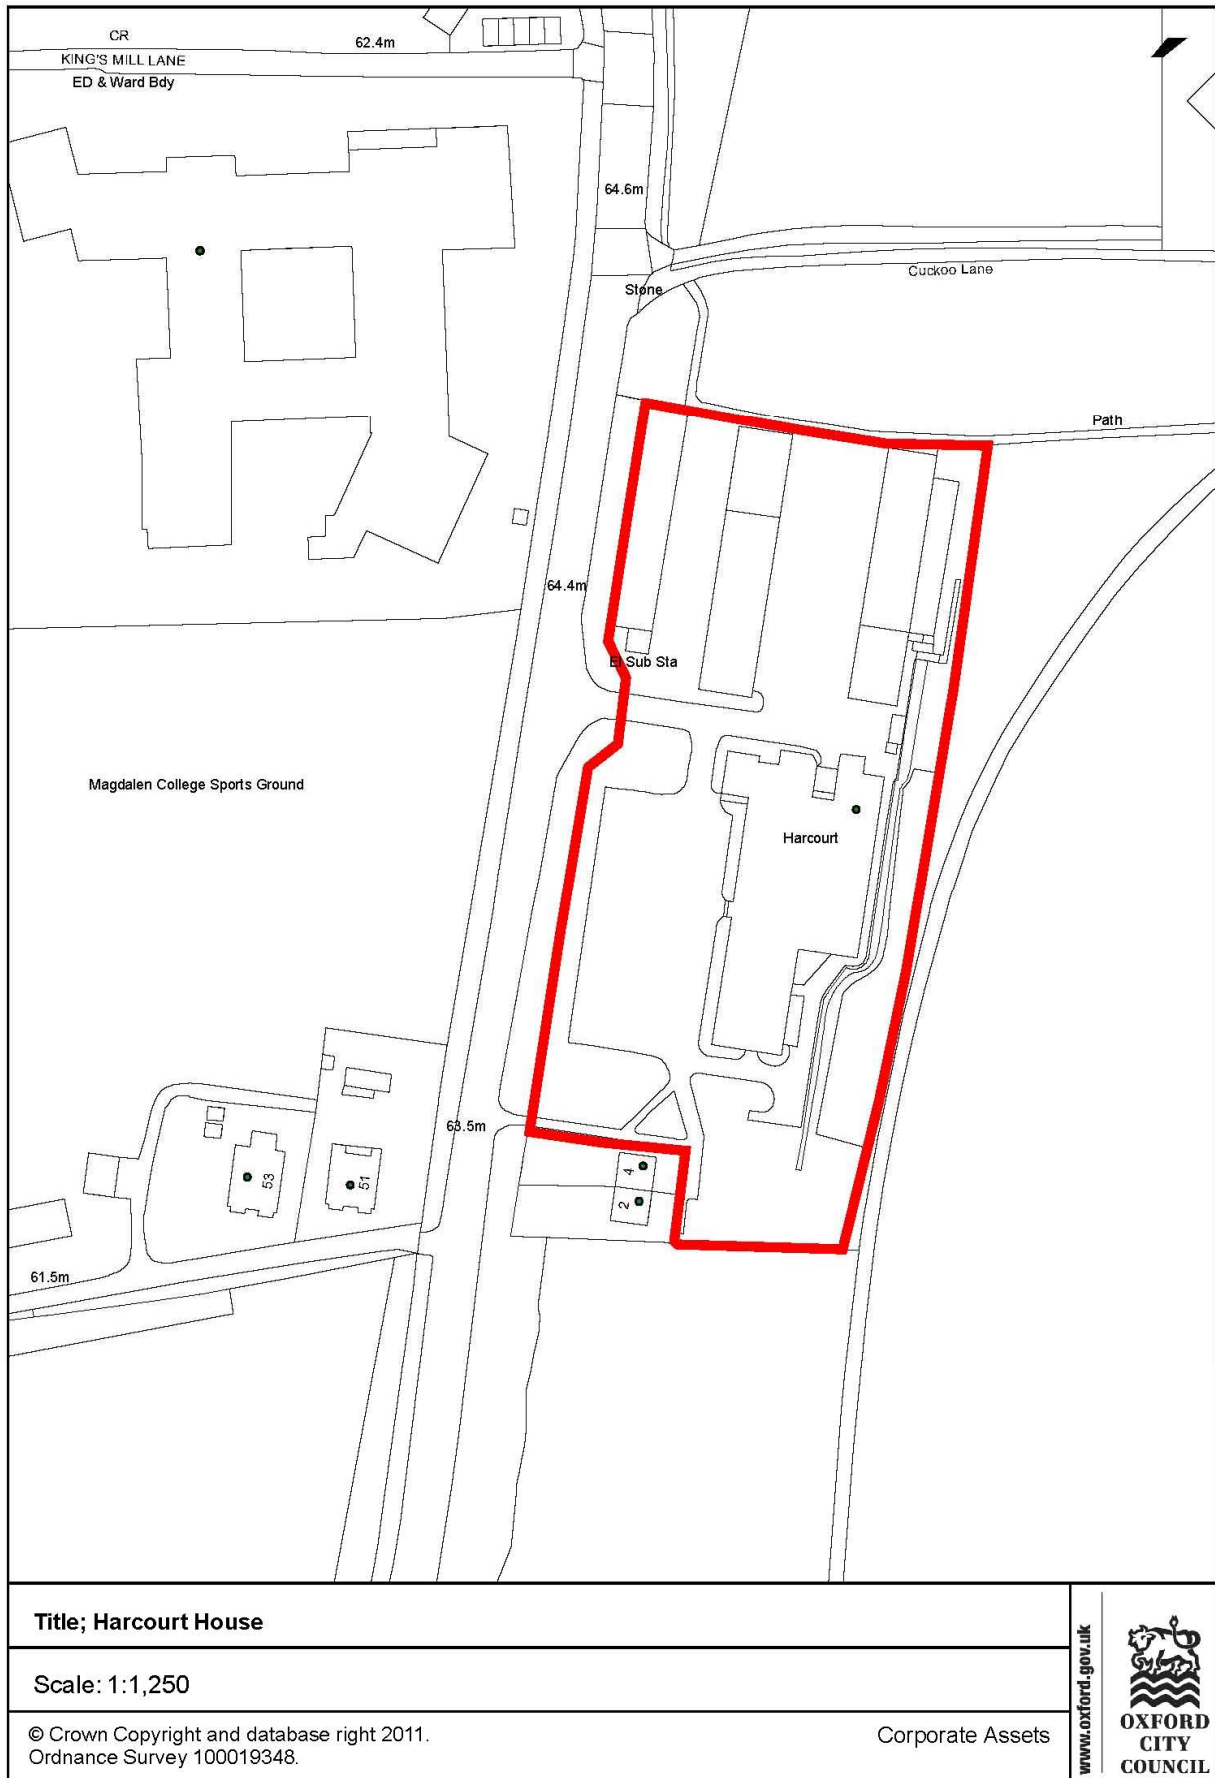 CR
62.4m
KING'S MILL LANE
ED & Ward Bdy
64.6m
Cuckoo Lane
Stone
Path
64.4m
El Sub Sta
Magdalen College Sports Ground
Harcourt
63.5m
4
53
51
2
61.5m
Title; Harcourt House
Scale: 1:1,250
© Crown Copyright and database right 2011.
Ordnance Survey 100019348.
Corporate Assets
www.oxford.gov.uk
OXFORD
CITY
COUNCIL